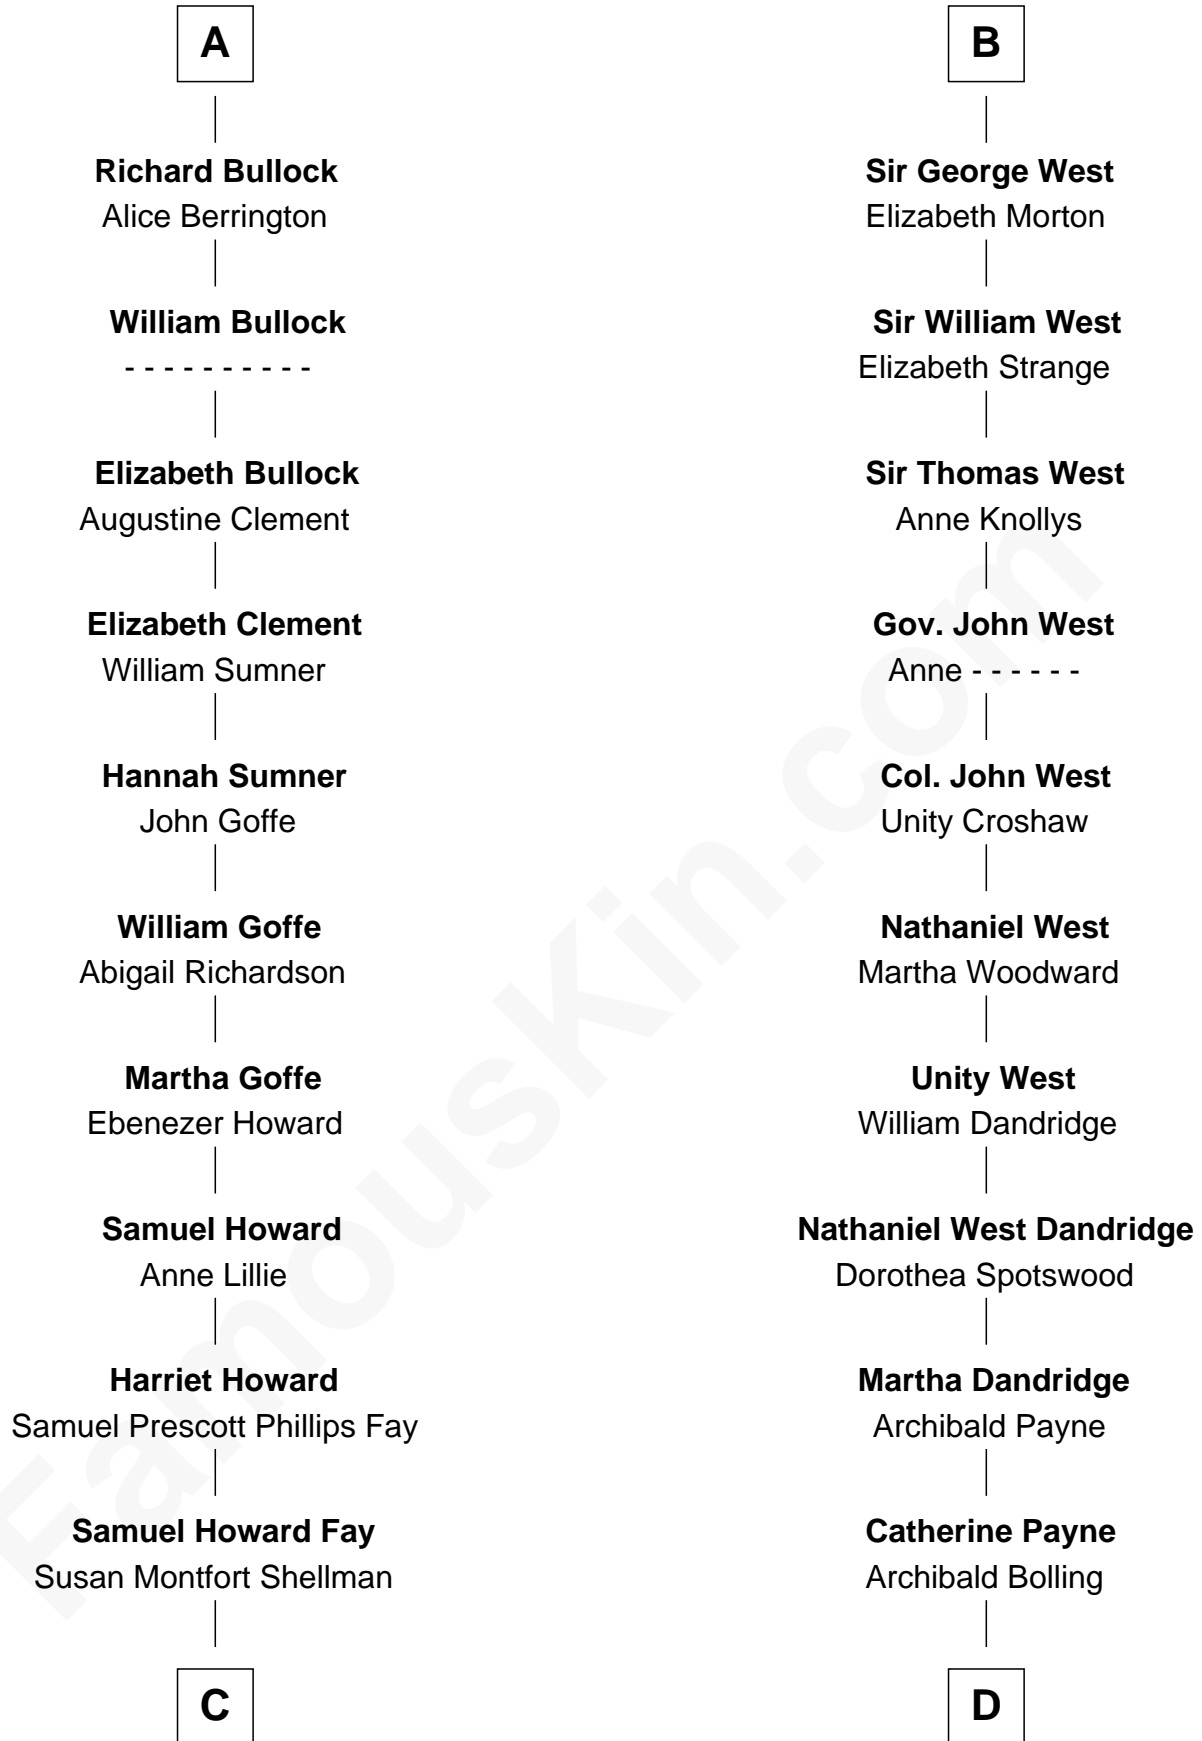 A
Richard Bullock
Alice Berrington
William Bullock
- - - - - - - - - -
Elizabeth Bullock
Augustine Clement
Elizabeth Clement
William Sumner
Hannah Sumner
John Goffe
William Goffe
Abigail Richardson
Martha Goffe
Ebenezer Howard
Samuel Howard
Anne Lillie
Harriet Howard
Samuel Prescott Phillips Fay
Samuel Howard Fay
Susan Montfort Shellman
C
B
Sir George West
Elizabeth Morton
Sir William West
Elizabeth Strange
Sir Thomas West
Anne Knollys
Gov. John West
Anne - - - - - -
Col. John West
Unity Croshaw
Nathaniel West
Martha Woodward
Unity West
William Dandridge
Nathaniel West Dandridge
Dorothea Spotswood
Martha Dandridge
Archibald Payne
Catherine Payne
Archibald Bolling
D
FamousKin.com